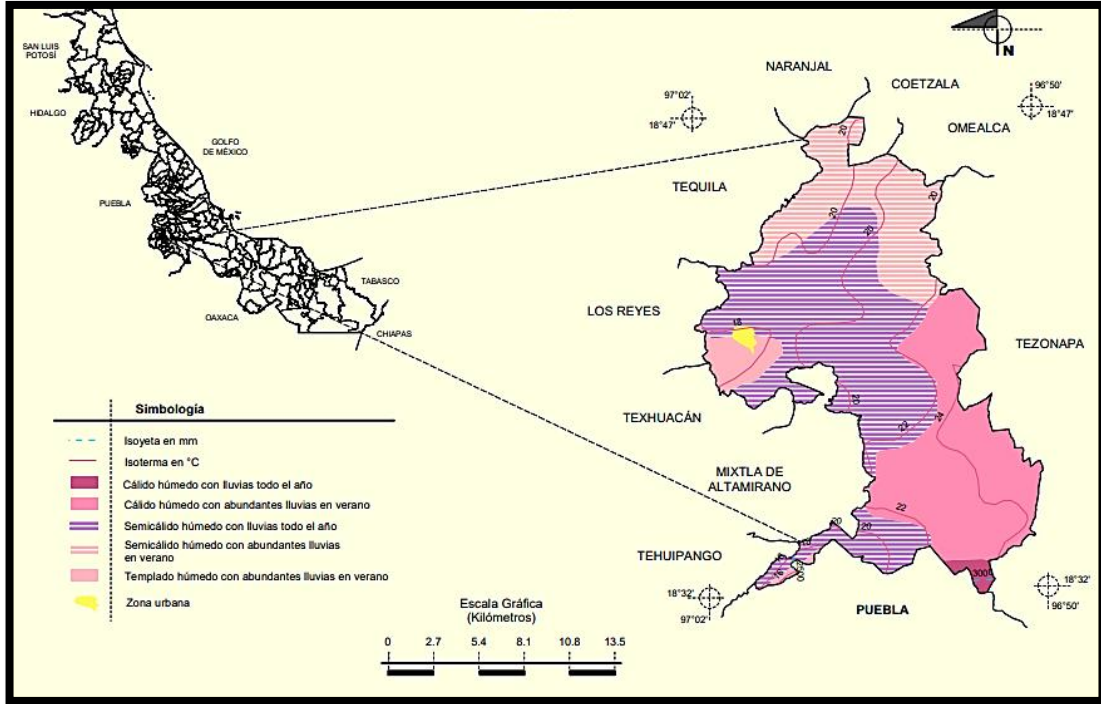 SAN LUIS
POTOSÍ
HIDALGO
GOLFO
DE MÉXICO
PUEBLA
TABASCO
OAXACA
CHIAPAS
N
NARANJAL
COETZALA
96°50'
18°47'
97°02'
18°47'
OMEALCA
TEQUILA
LOS REYES
TEZONAPA
TEXHUACÁN
MIXTLA DE
ALTAMIRANO
TEHUIPANGO
PUEBLA
18°32'
97°02'
18°32'
96°50'
20
20
20
20
18
20
22
24
22
20
20
Simbología
Isoyeta en mm
Isoterma en °C
Cálido húmedo con lluvias todo el año
Cálido húmedo con abundantes lluvias en verano
Semicálido húmedo con lluvias todo el año
Semicálido húmedo con abundantes lluvias
en verano
Templado húmedo con abundantes lluvias en verano
Zona urbana
Escala Gráfica
(Kilómetros)
0 2.7 5.4 8.1 10.8 13.5